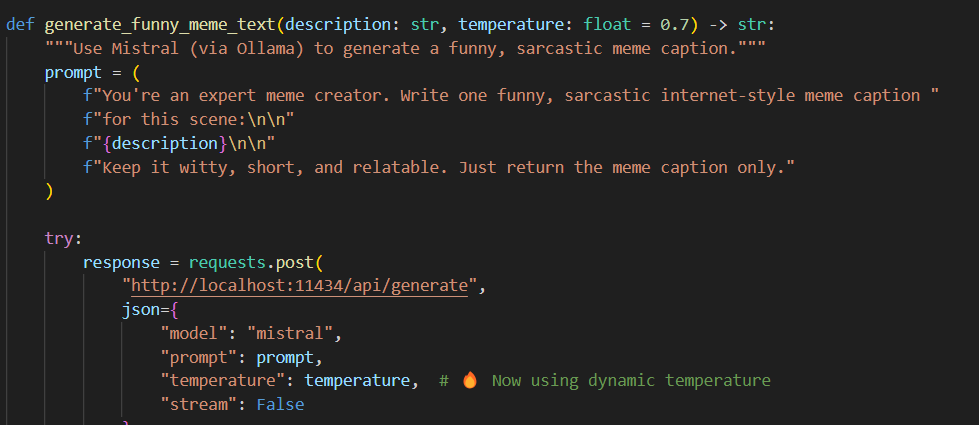 def generate_funny_meme_text(description: str, temperature: float = 0.7) -> str:
    """Use Mistral (via Ollama) to generate a funny, sarcastic meme caption."""
    prompt = (
        f"You're an expert meme creator. Write one funny, sarcastic internet-style meme caption "
        f"for this scene:\n\n"
        f"{description}\n\n"
        f"Keep it witty, short, and relatable. Just return the meme caption only."
    )
    try:
        response = requests.post(
            "http://localhost:11434/api/generate",
            json={
                "model": "mistral",
                "prompt": prompt,
                "temperature": temperature,  # 🔥 Now using dynamic temperature
                "stream": False
            }